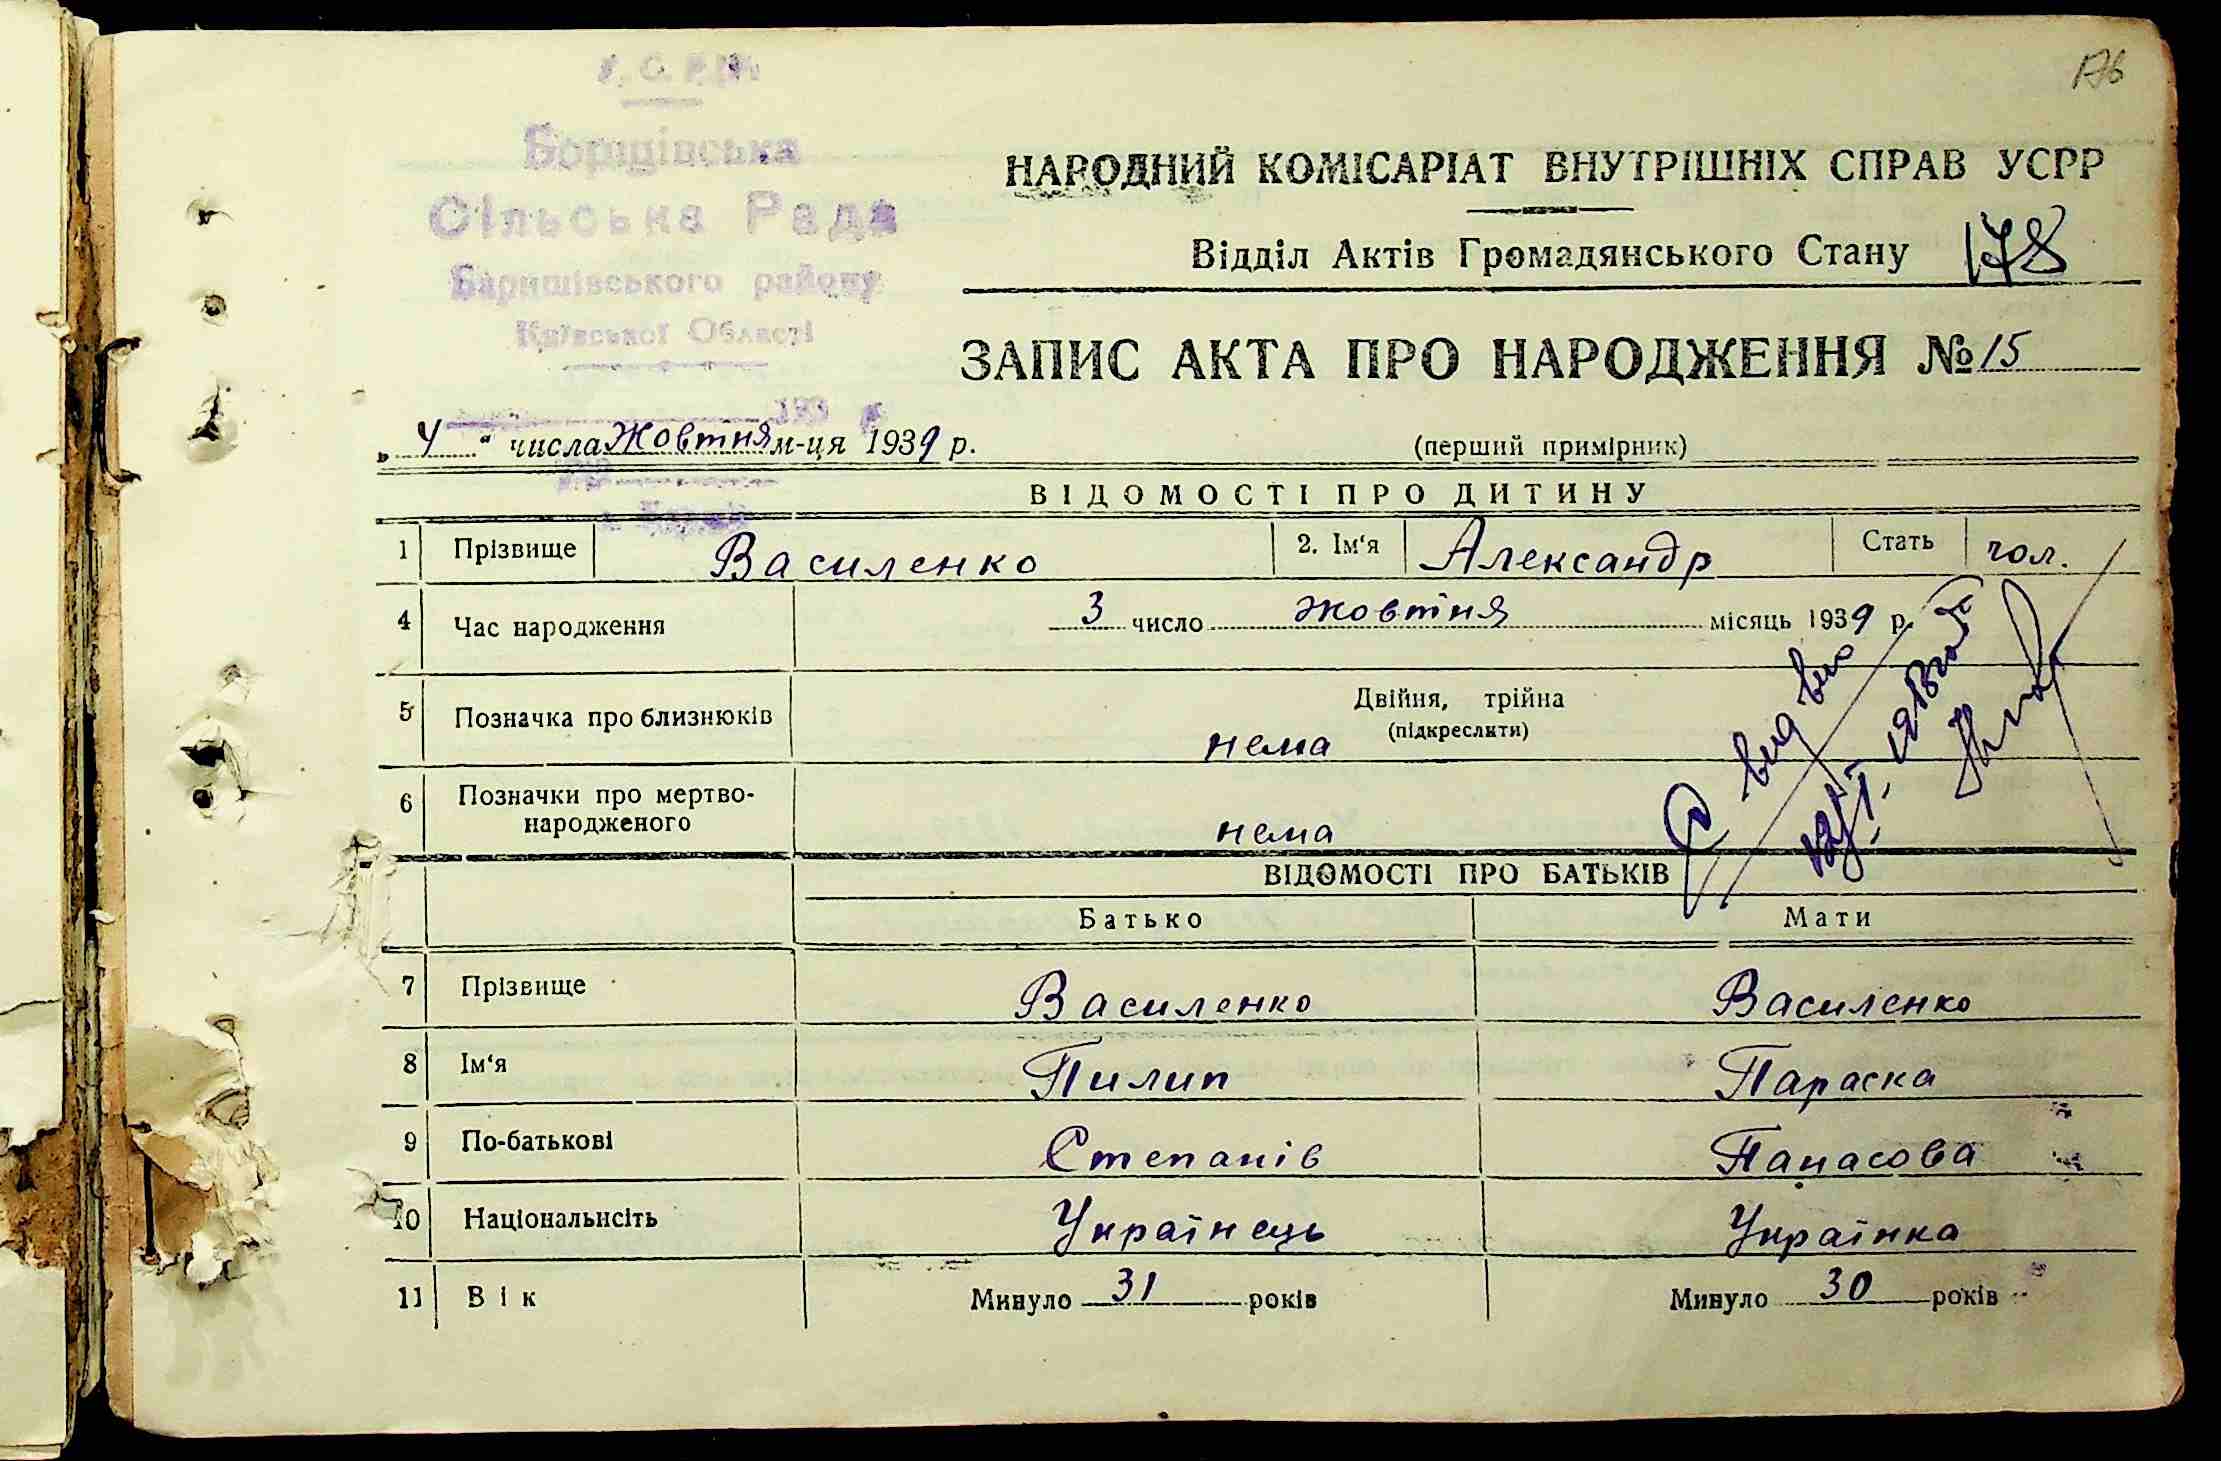 176
Борщівська
Сільська Рада
Баришівського району
Київської Області
193 р.
НАРОДНИЙ КОМІСАРІАТ ВНУТРІШНІХ СПРАВ УСРР
Відділ Актів Громадянського Стану 178
ЗАПИС АКТА ПРО НАРОДЖЕННЯ № 15
„ 4 “ числа Жовтня м-ця 1939 р.
(перший примірник)
ВІДОМОСТІ ПРО ДИТИНУ
1 Прізвище Василенко 2. Ім‘я Александр Стать чол.
4 Час народження 3 число жовтня місяць 1939 р.
5 Позначка про близнюків Двійня, трійна
(підкреслити)
нема
6 Позначки про мертво-
народженого нема
ВІДОМОСТІ ПРО БАТЬКІВ
Батько Мати
7 Прізвище Василенко Василенко
8 Ім‘я Пилип Параска
9 По-батькові Степанів Панасова
10 Національнсіть Українець Українка
11 Вік Минуло 31 років Минуло 30 років